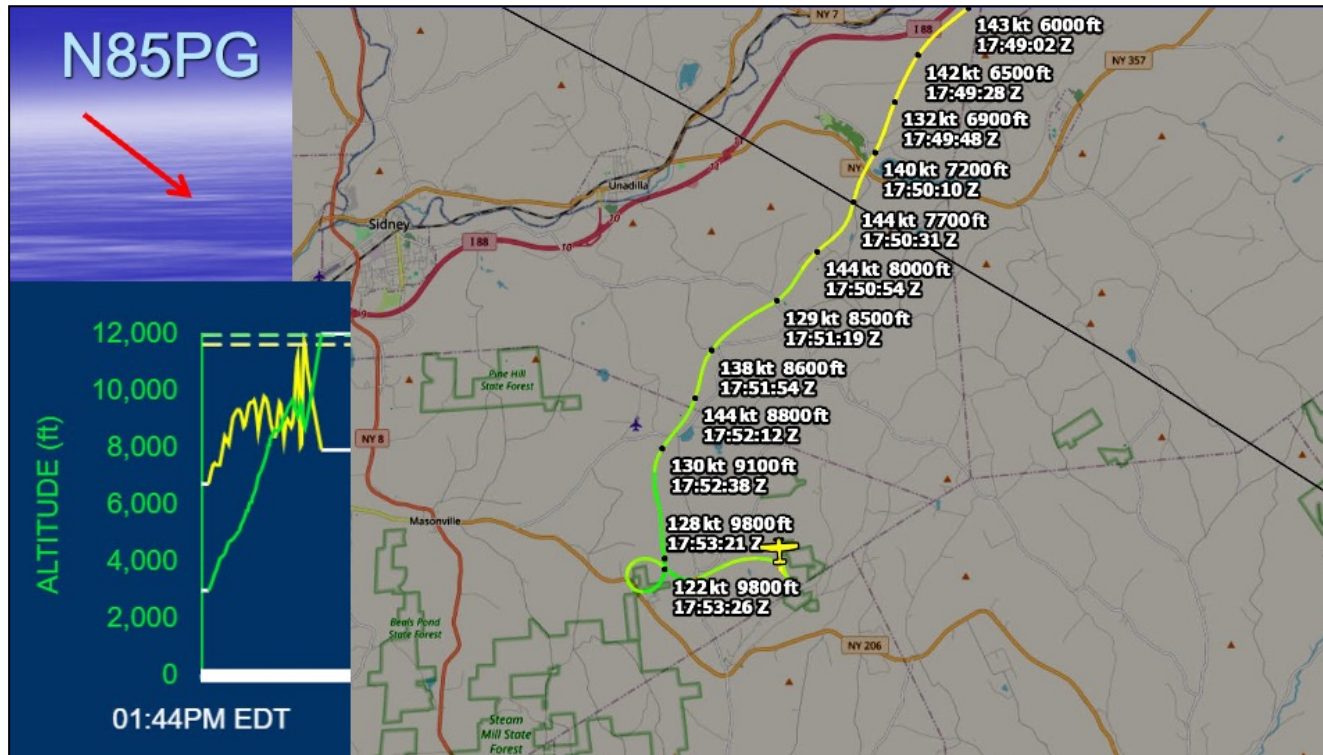 N85PG
ALTITUDE (ft)
12,000
10,000
8,000
6,000
4,000
2,000
0
01:44PM EDT
NY 7
I 88
NY 357
NY
Unadilla
Sidney
I 88
10
10
11
9
Pine Hill
State Forest
NY 8
Masonville
Beals Pond
State Forest
Steam
Mill State
Forest
NY 206
143 kt 6000 ft
17:49:02 Z
142 kt 6500 ft
17:49:28 Z
132 kt 6900 ft
17:49:48 Z
140 kt 7200 ft
17:50:10 Z
144 kt 7700 ft
17:50:31 Z
144 kt 8000 ft
17:50:54 Z
129 kt 8500 ft
17:51:19 Z
138 kt 8600 ft
17:51:54 Z
144 kt 8800 ft
17:52:12 Z
130 kt 9100 ft
17:52:38 Z
128 kt 9800 ft
17:53:21 Z
122 kt 9800 ft
17:53:26 Z